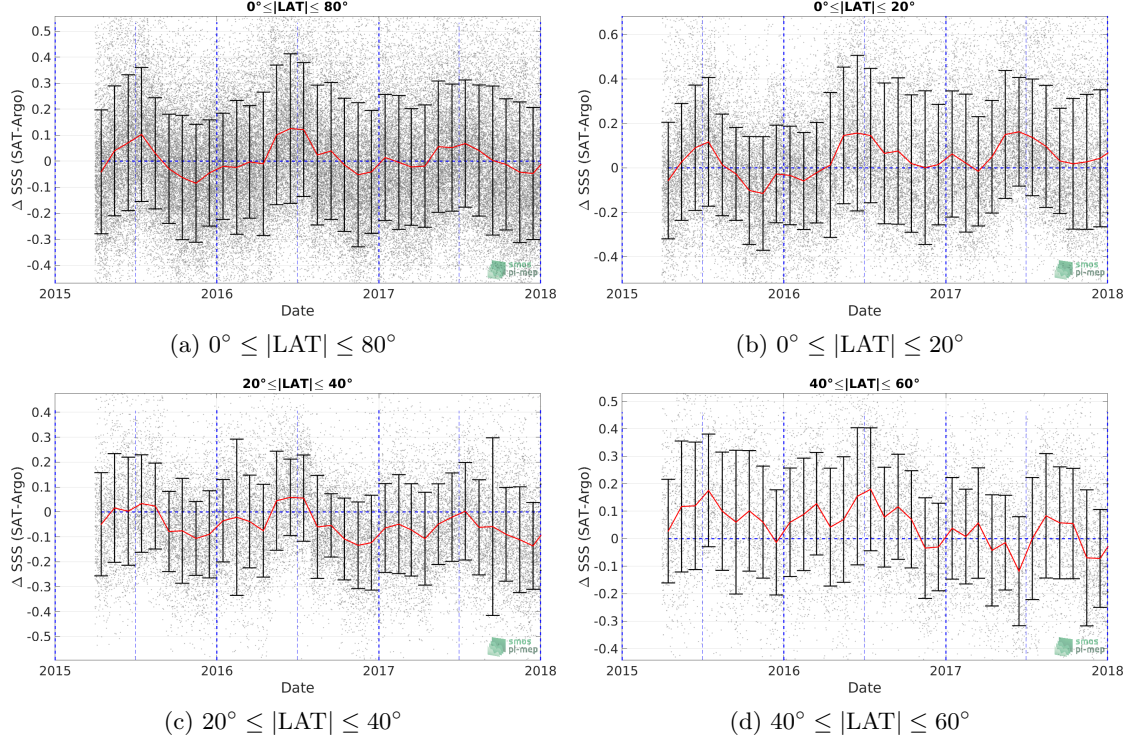 0°≤|LAT|≤ 80°
Δ SSS (SAT-Argo)
0.5
0.4
0.3
0.2
0.1
0
-0.1
-0.2
-0.3
-0.4
2015
2016
2017
2018
Date
smos
pi-mep
(a) 0° ≤ |LAT| ≤ 80°
0°≤|LAT|≤ 20°
Δ SSS (SAT-Argo)
0.6
0.4
0.2
0
-0.2
-0.4
2015
2016
2017
2018
Date
smos
pi-mep
(b) 0° ≤ |LAT| ≤ 20°
20°≤|LAT|≤ 40°
Δ SSS (SAT-Argo)
0.4
0.3
0.2
0.1
0
-0.1
-0.2
-0.3
-0.4
-0.5
2015
2016
2017
2018
Date
smos
pi-mep
(c) 20° ≤ |LAT| ≤ 40°
40°≤|LAT|≤ 60°
Δ SSS (SAT-Argo)
0.5
0.4
0.3
0.2
0.1
0
-0.1
-0.2
-0.3
-0.4
2015
2016
2017
2018
Date
smos
pi-mep
(d) 40° ≤ |LAT| ≤ 60°